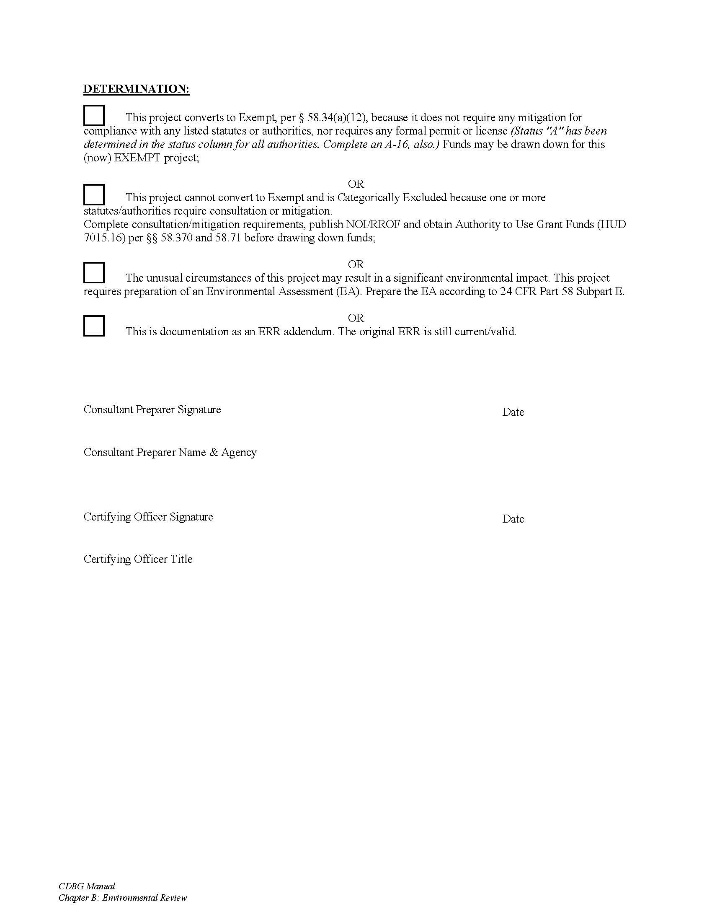 DETERMINATION:
This project converts to Exempt, per § 58.34(a)(12), because it does not require any mitigation for
compliance with any listed statutes or authorities, nor requires any formal permit or license (Status "A" has been
determined in the status column for all authorities. Complete an A-16, also.) Funds may be drawn down for this
(now) EXEMPT project;
OR
This project cannot convert to Exempt and is Categorically Excluded because one or more
statutes/authorities require consultation or mitigation.
Complete consultation/mitigation requirements, publish NOI/RROF and obtain Authority to Use Grant Funds (HUD
7015.16) per §§ 58.370 and 58.71 before drawing down funds;
OR
The unusual circumstances of this project may result in a significant environmental impact. This project
requires preparation of an Environmental Assessment (EA). Prepare the EA according to 24 CFR Part 58 Subpart E.
OR
This is documentation as an ERR addendum. The original ERR is still current/valid.
Consultant Preparer Signature
Date
Consultant Preparer Name & Agency
Certifying Officer Signature
Date
Certifying Officer Title
CDBG Manual
Chapter B: Environmental Review